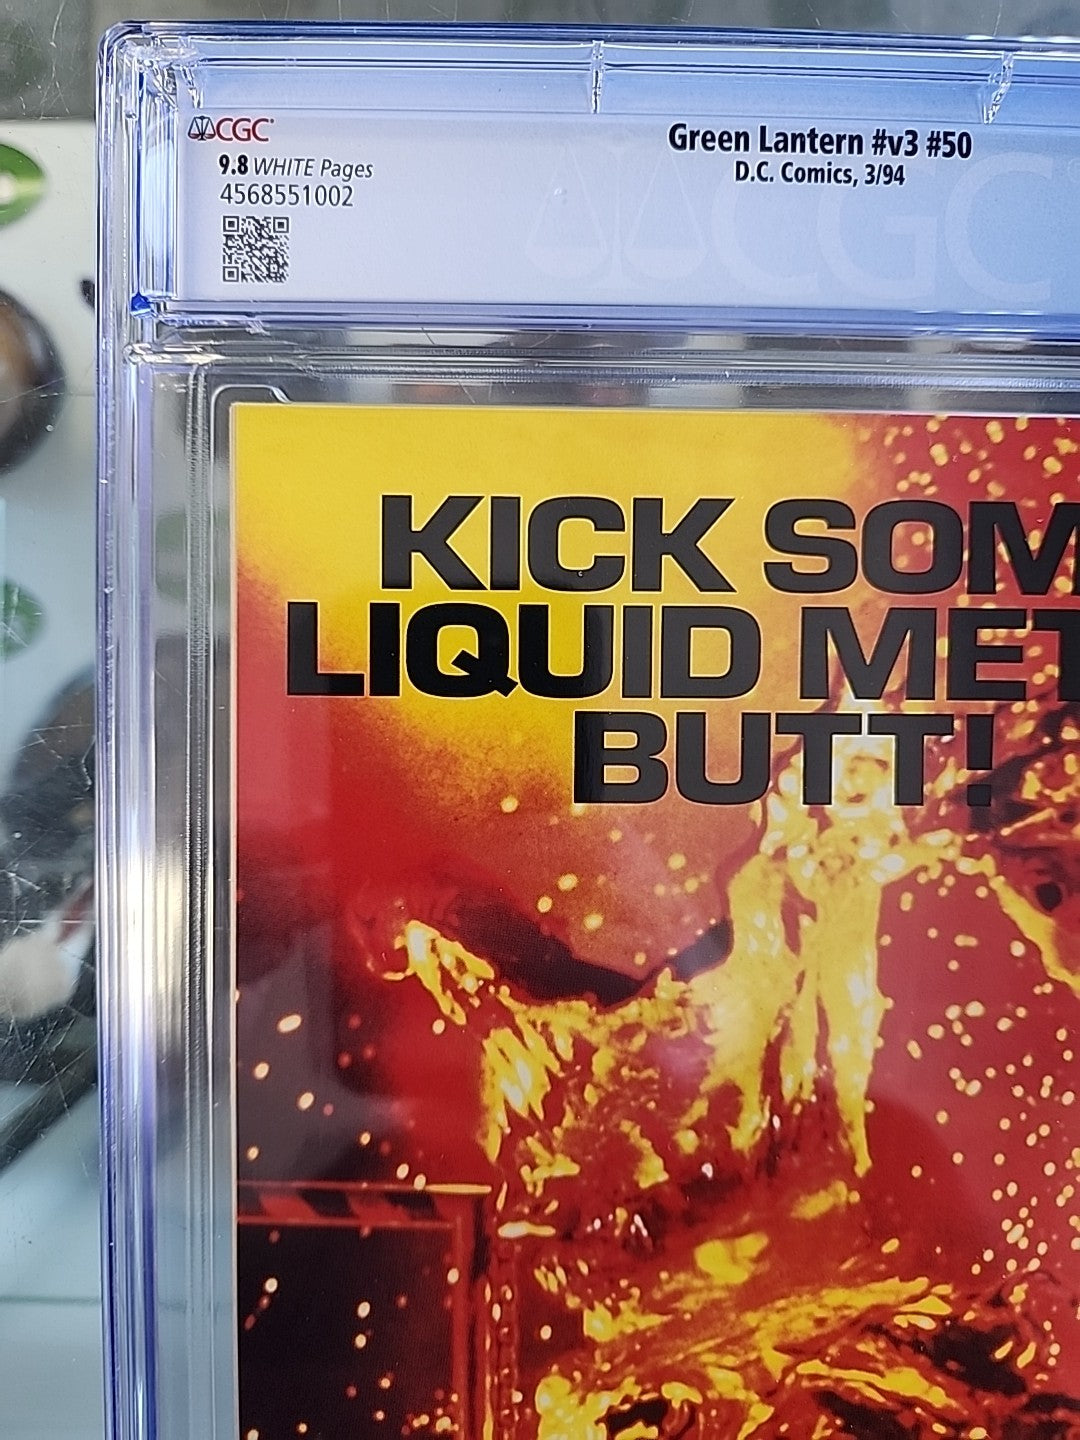 CGC
9.8 WHITE Pages
4568551002
Green Lantern #v3 #50
D.C. Comics, 3/94
CGC
KICK SOM
LIQUID MET
BUTT!